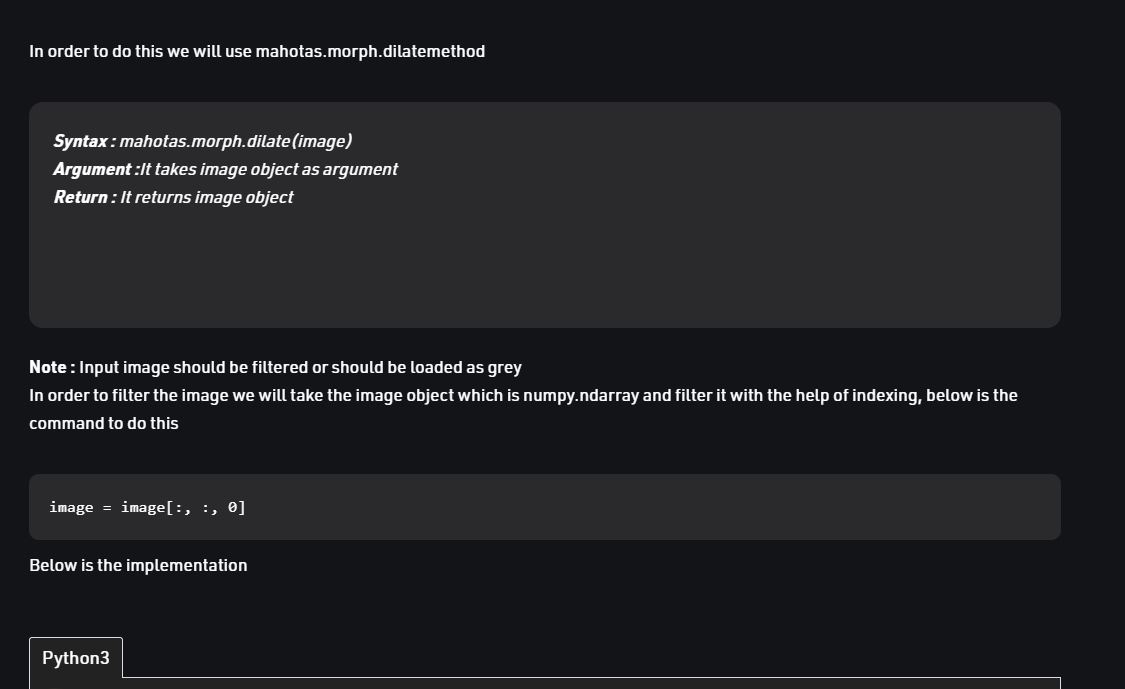 In order to do this we will use mahotas.morph.dilatemethod
Syntax : mahotas.morph.dilate(image)
Argument :It takes image object as argument
Return : It returns image object
Note : Input image should be filtered or should be loaded as grey
In order to filter the image we will take the image object which is numpy.ndarray and filter it with the help of indexing, below is the
command to do this
image = image[:, :, 0]
Below is the implementation
Python3